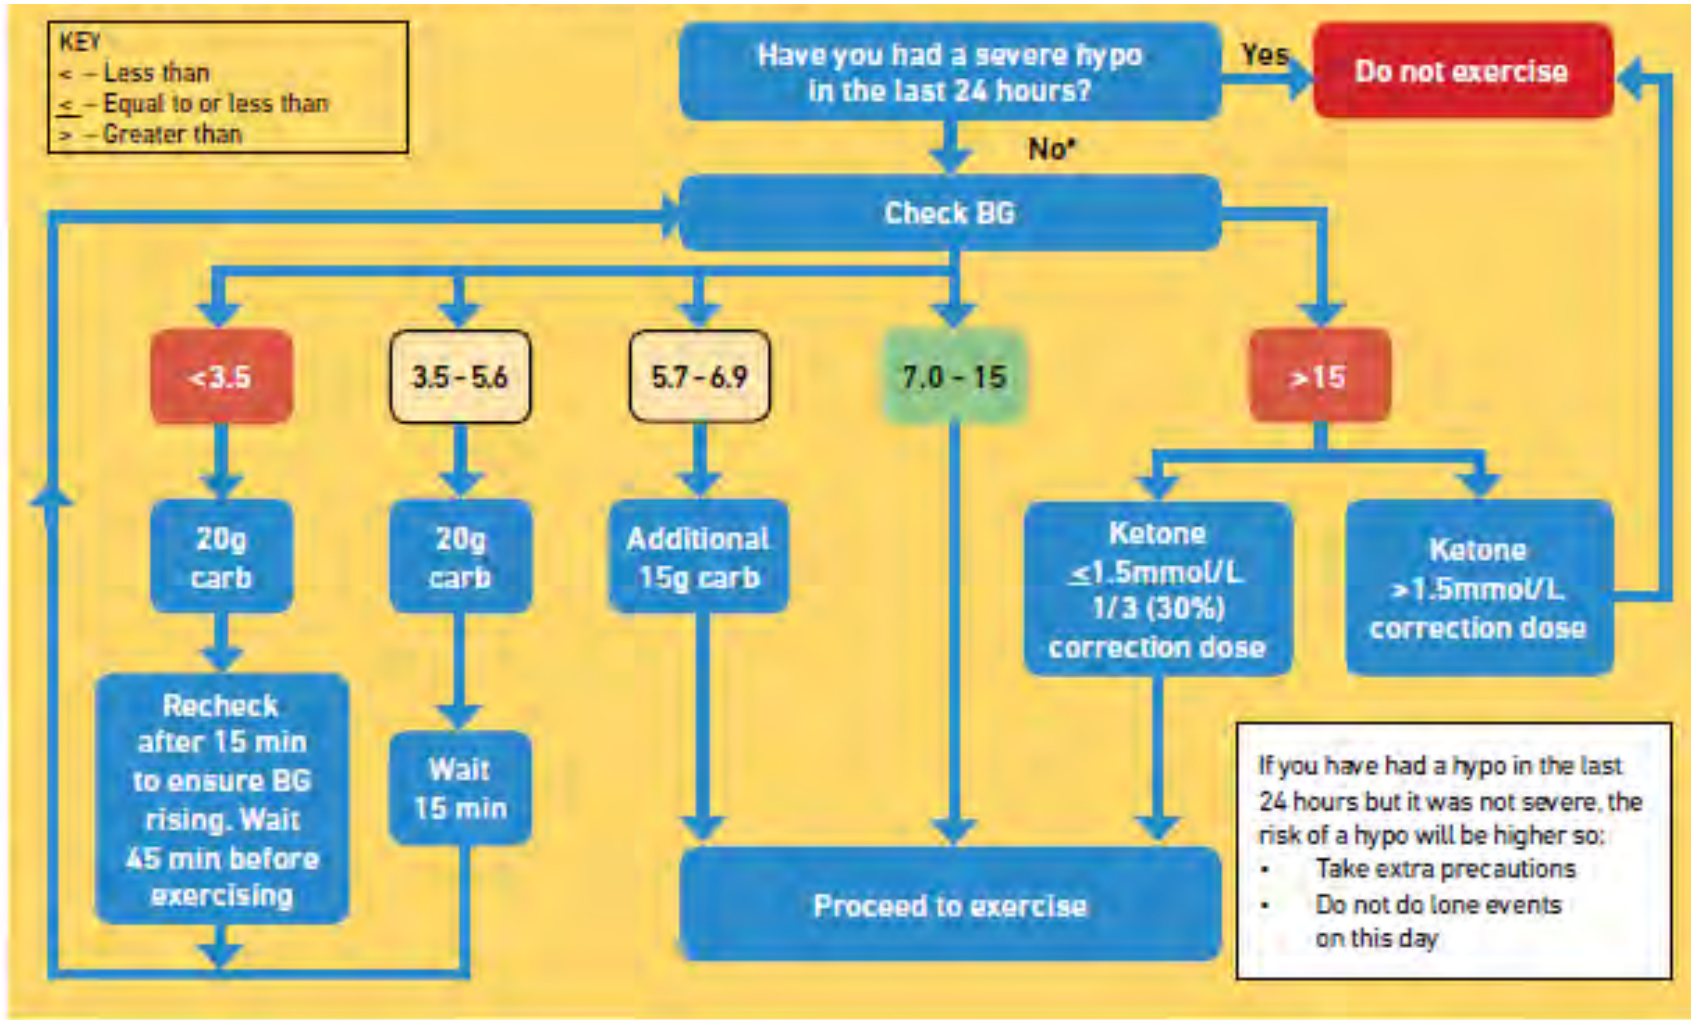 KEY
< – Less than
≤ – Equal to or less than
> – Greater than
Have you had a severe hypo
in the last 24 hours?
Yes
Do not exercise
No*
Check BG
<3.5
3.5 - 5.6
5.7 - 6.9
7.0 - 15
>15
20g
carb
20g
carb
Additional
15g carb
Ketone
≤1.5mmol/L
1/3 (30%)
correction dose
Ketone
>1.5mmol/L
correction dose
Recheck
after 15 min
to ensure BG
rising. Wait
45 min before
exercising
Wait
15 min
Proceed to exercise
If you have had a hypo in the last
24 hours but it was not severe, the
risk of a hypo will be higher so:
• Take extra precautions
• Do not do lone events
on this day